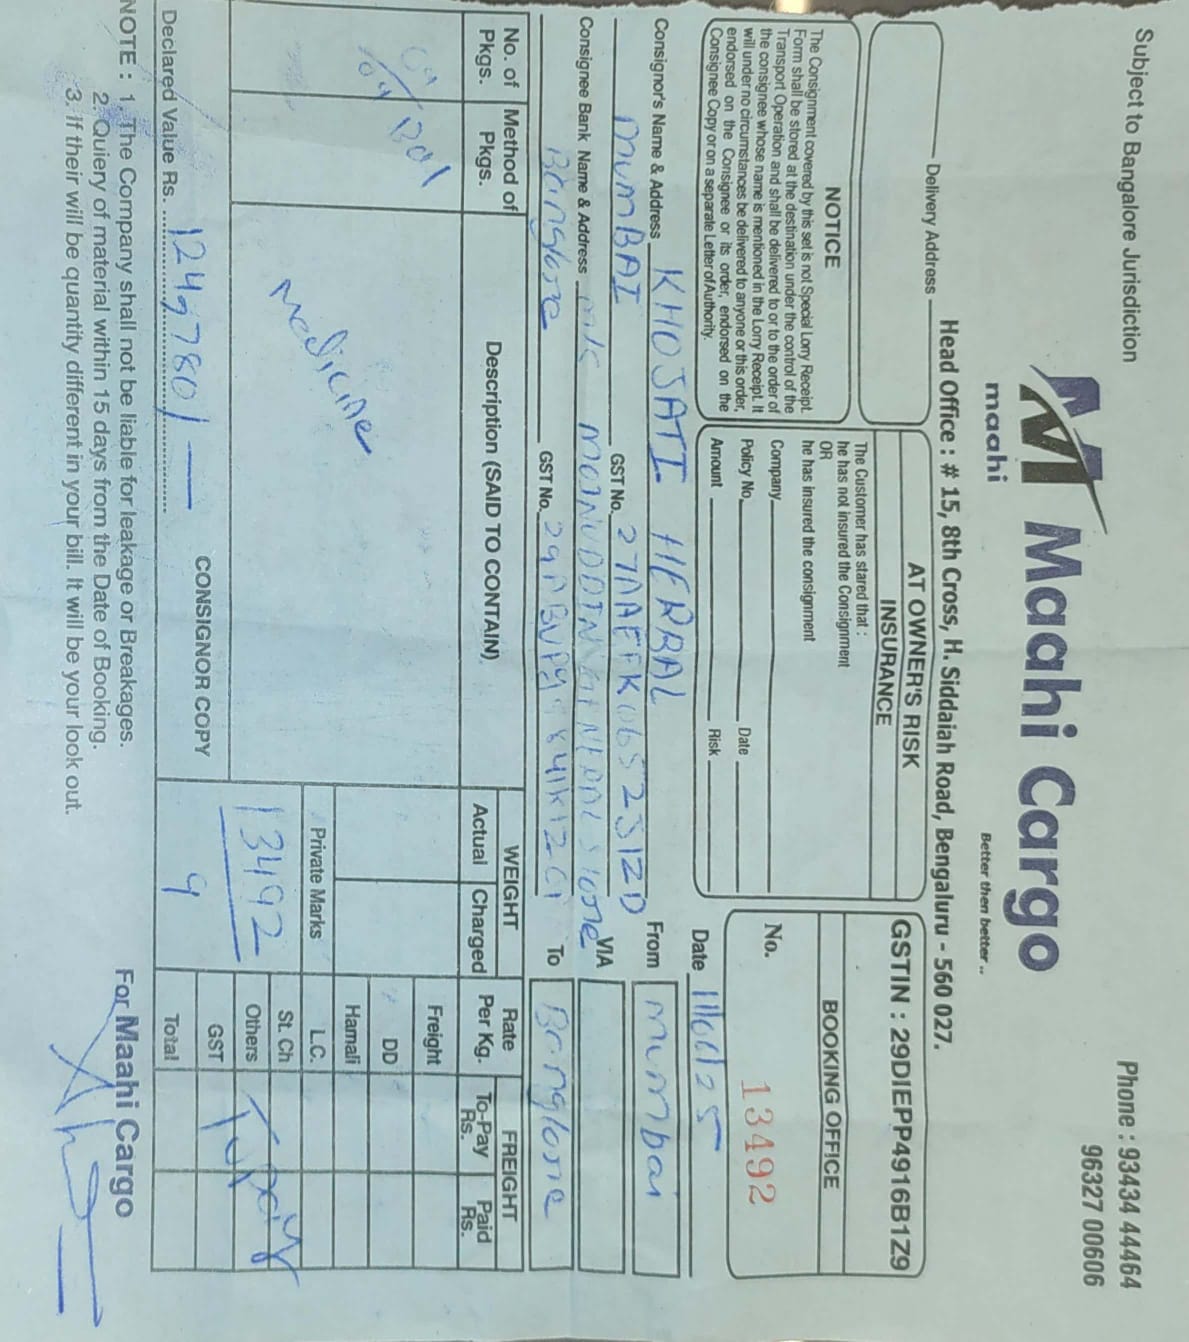 Subject to Bangalore Jurisdiction
Phone : 93434 44464
96327 00606
M Maahi Cargo
maahi
Better then better ..
Head Office : # 15, 8th Cross, H. Siddaiah Road, Bengaluru - 560 027.
Delivery Address
AT OWNER'S RISK
INSURANCE
The Customer has stared that :
he has not insured the Consignment
OR
he has insured the consignment
Company
Policy No. Date
Amount Risk
GSTIN : 29DIEPP4916B1Z9
BOOKING OFFICE
No. 13492
NOTICE
The Consignment covered by this set is not Special Lorry Receipt
Form shall be stored at the destination under the control of the
Transport Operation and shall be delivered to or to the order of
the consignee whose name is mentioned in the Lorry Receipt. It
will under no circumstances be delivered to anyone or this order,
endorsed on the Consignee or its order, endorsed on the
Consignee Copy or on a separate Letter of Authority.
Date
Consignor's Name & Address KHOJATI HERBAL
From Mumbai
MUMBAI GST No.
VIA
Consignee Bank Name & Address
Banglore GST No.
To Banglore
No. of Pkgs.
Method of Pkgs.
Description (SAID TO CONTAIN)
WEIGHT
Actual Charged
Rate Per Kg.
FREIGHT
To-Pay Rs.
Paid Rs.
Medicine
Freight
DD
Hamali
Private Marks
L.C.
13492
St. Ch
Others
GST
9
Total
Declared Value Rs.
CONSIGNOR COPY
NOTE : 1. The Company shall not be liable for leakage or Breakages.
2. Quiery of material within 15 days from the Date of Booking.
3. If their will be quantity different in your bill. It will be your look out.
For Maahi Cargo